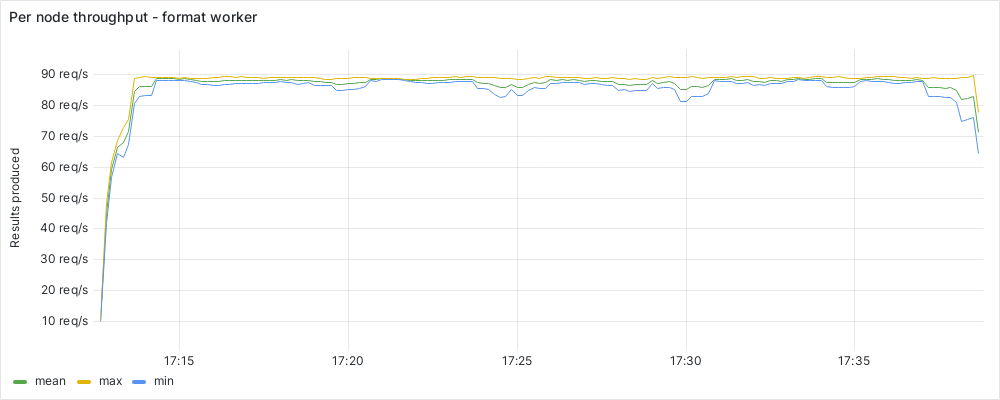 Per node throughput - format worker
Results produced
90 req/s
80 req/s
70 req/s
60 req/s
50 req/s
40 req/s
30 req/s
20 req/s
10 req/s
17:15 17:20 17:25 17:30 17:35
mean max min